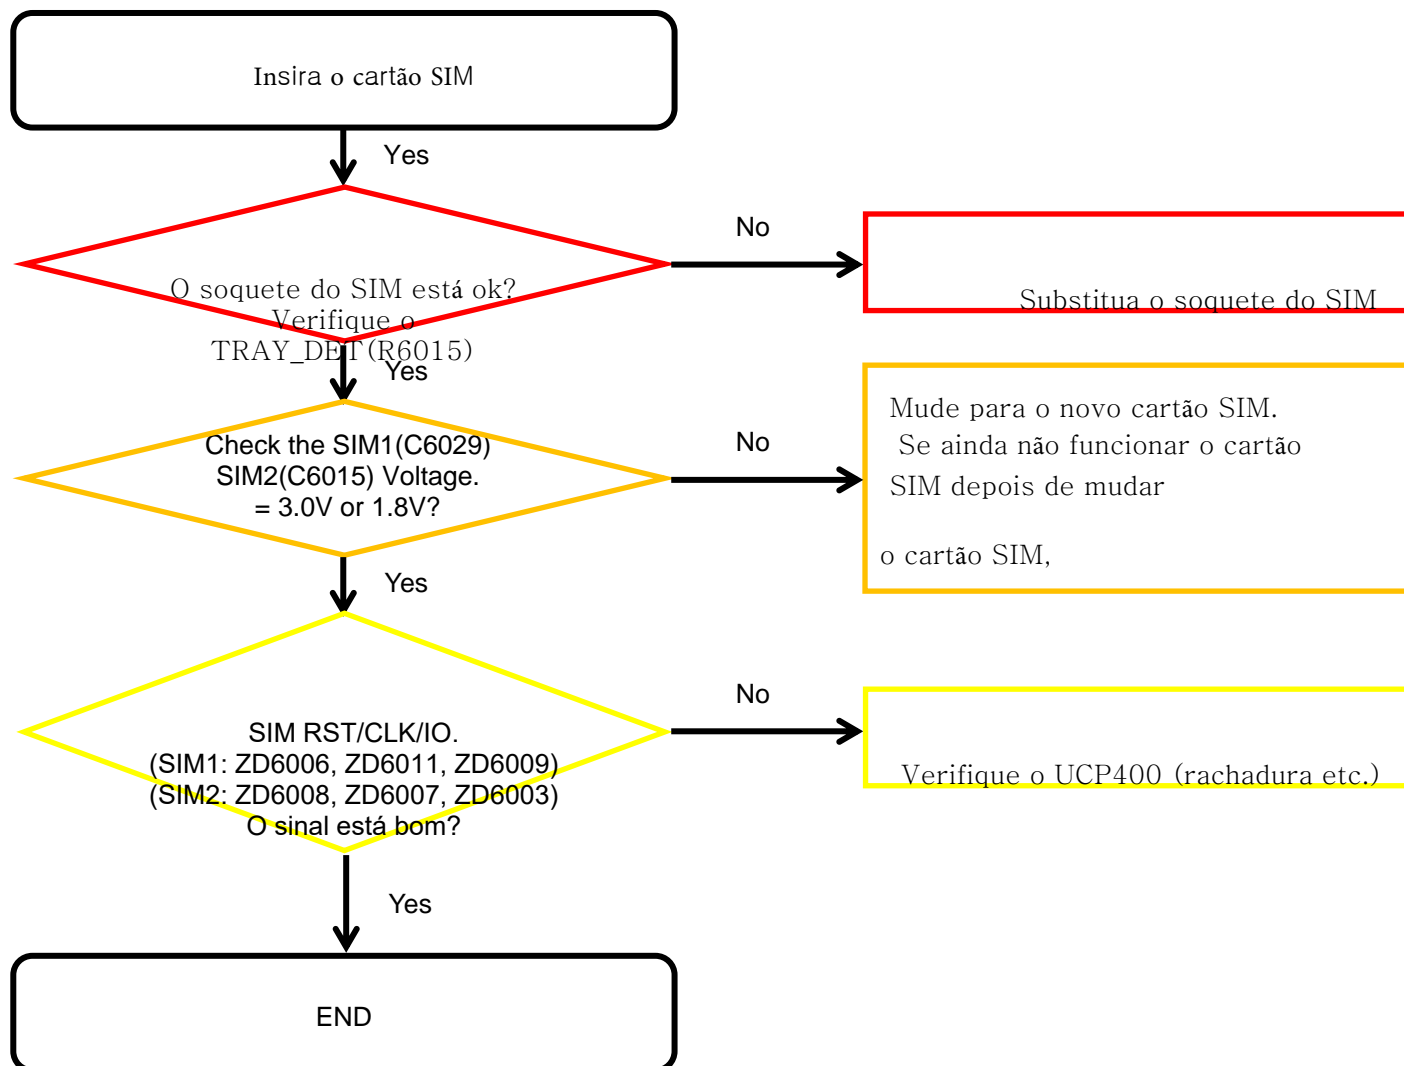 Insira o cartão SIM
Yes
O soquete do SIM está ok?
Verifique o
TRAY_DET(R6015)
No
Substitua o soquete do SIM
Yes
Check the SIM1(C6029)
SIM2(C6015) Voltage.
= 3.0V or 1.8V?
No
Mude para o novo cartão SIM.
Se ainda não funcionar o cartão
SIM depois de mudar
o cartão SIM,
Yes
SIM RST/CLK/IO.
(SIM1: ZD6006, ZD6011, ZD6009)
(SIM2: ZD6008, ZD6007, ZD6003)
O sinal está bom?
No
Verifique o UCP400 (rachadura etc.)
Yes
END